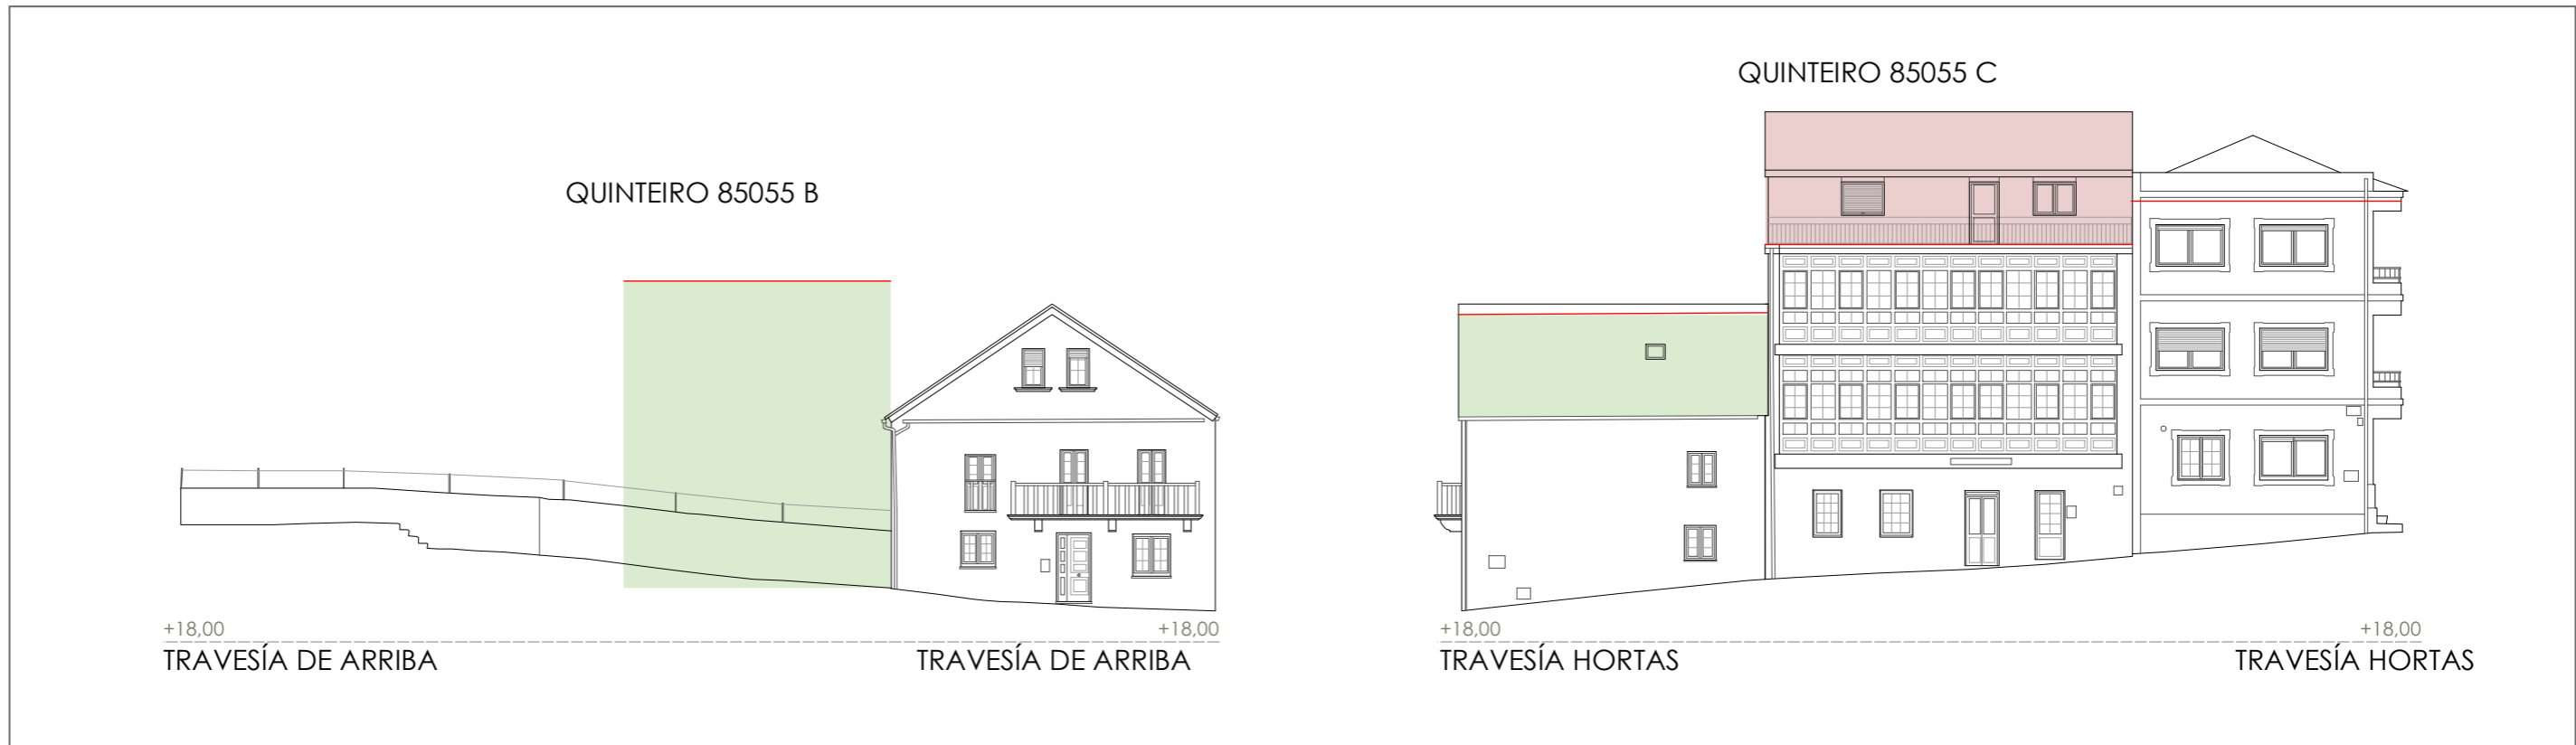 QUINTEIRO 85055 B
+18,00 +18,00
TRAVESÍA DE ARRIBA TRAVESÍA DE ARRIBA
QUINTEIRO 85055 C
+18,00 +18,00
TRAVESÍA HORTAS TRAVESÍA HORTAS